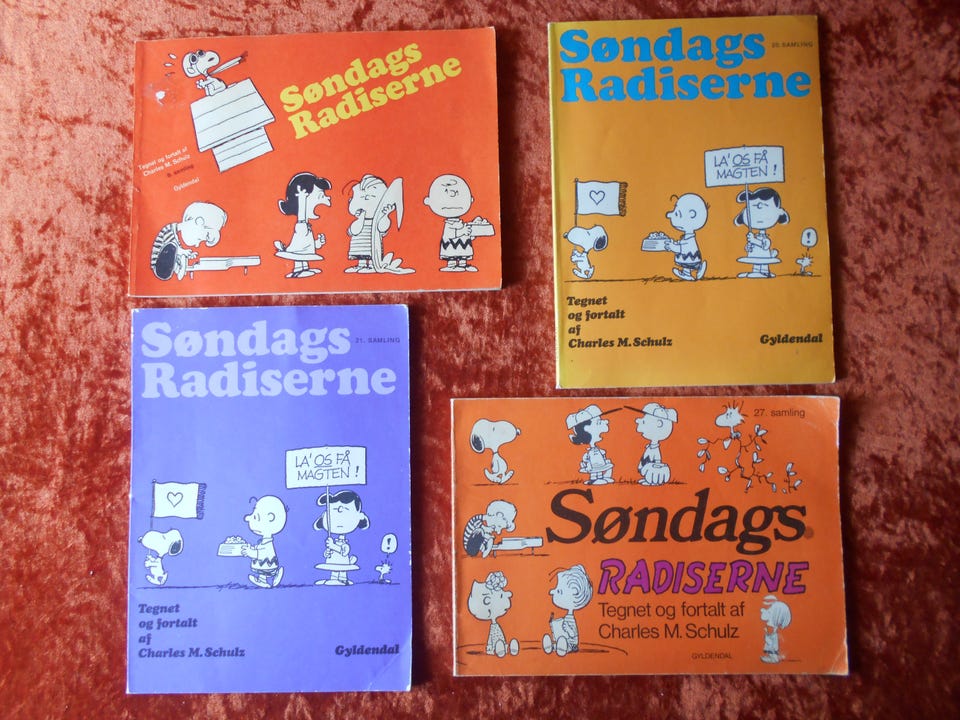 Søndags
Radiserne
Tegnet og fortalt af
Charles M. Schulz
9. samling
Gyldendal
Søndags
20. SAMLING
Radiserne
LA' OS FÅ
MAGTEN!
!
Tegnet
og fortalt
af
Charles M. Schulz
Gyldendal
Søndags
21. SAMLING
Radiserne
LA' OS FÅ
MAGTEN!
!
Tegnet
og fortalt
af
Charles M. Schulz
Gyldendal
27. samling
Søndags
RADISERNE
Tegnet og fortalt af
Charles M. Schulz
GYLDENDAL